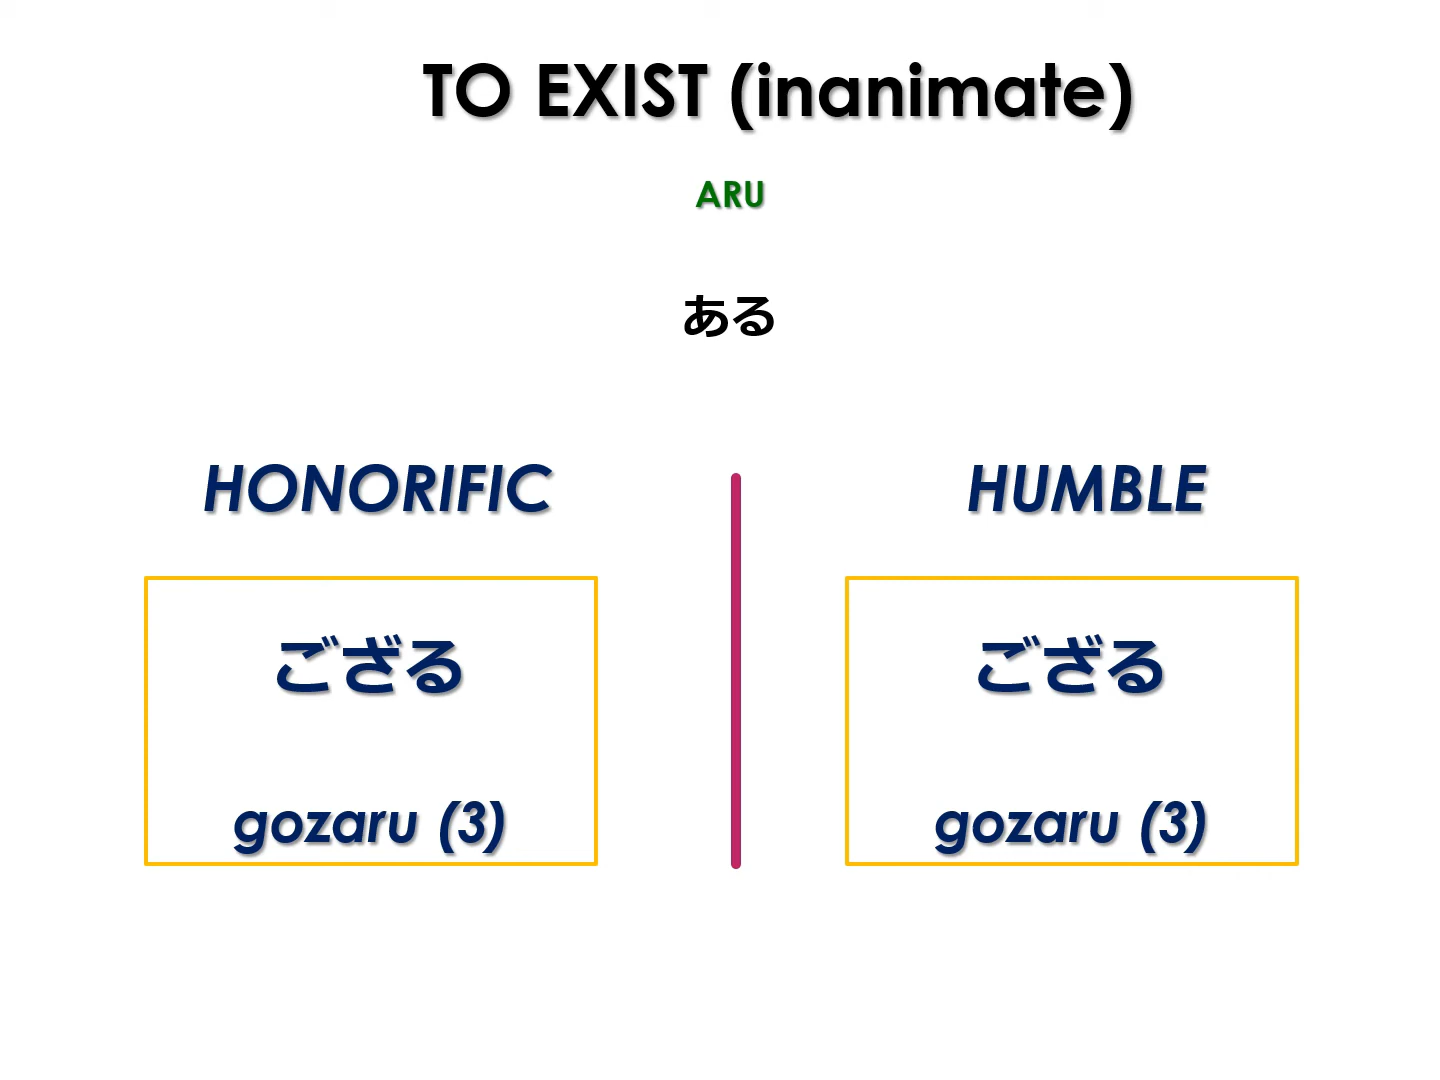 TO EXIST (inanimate)
ARU
ある
HONORIFIC
HUMBLE
ござる
ござる
gozaru (3)
gozaru (3)